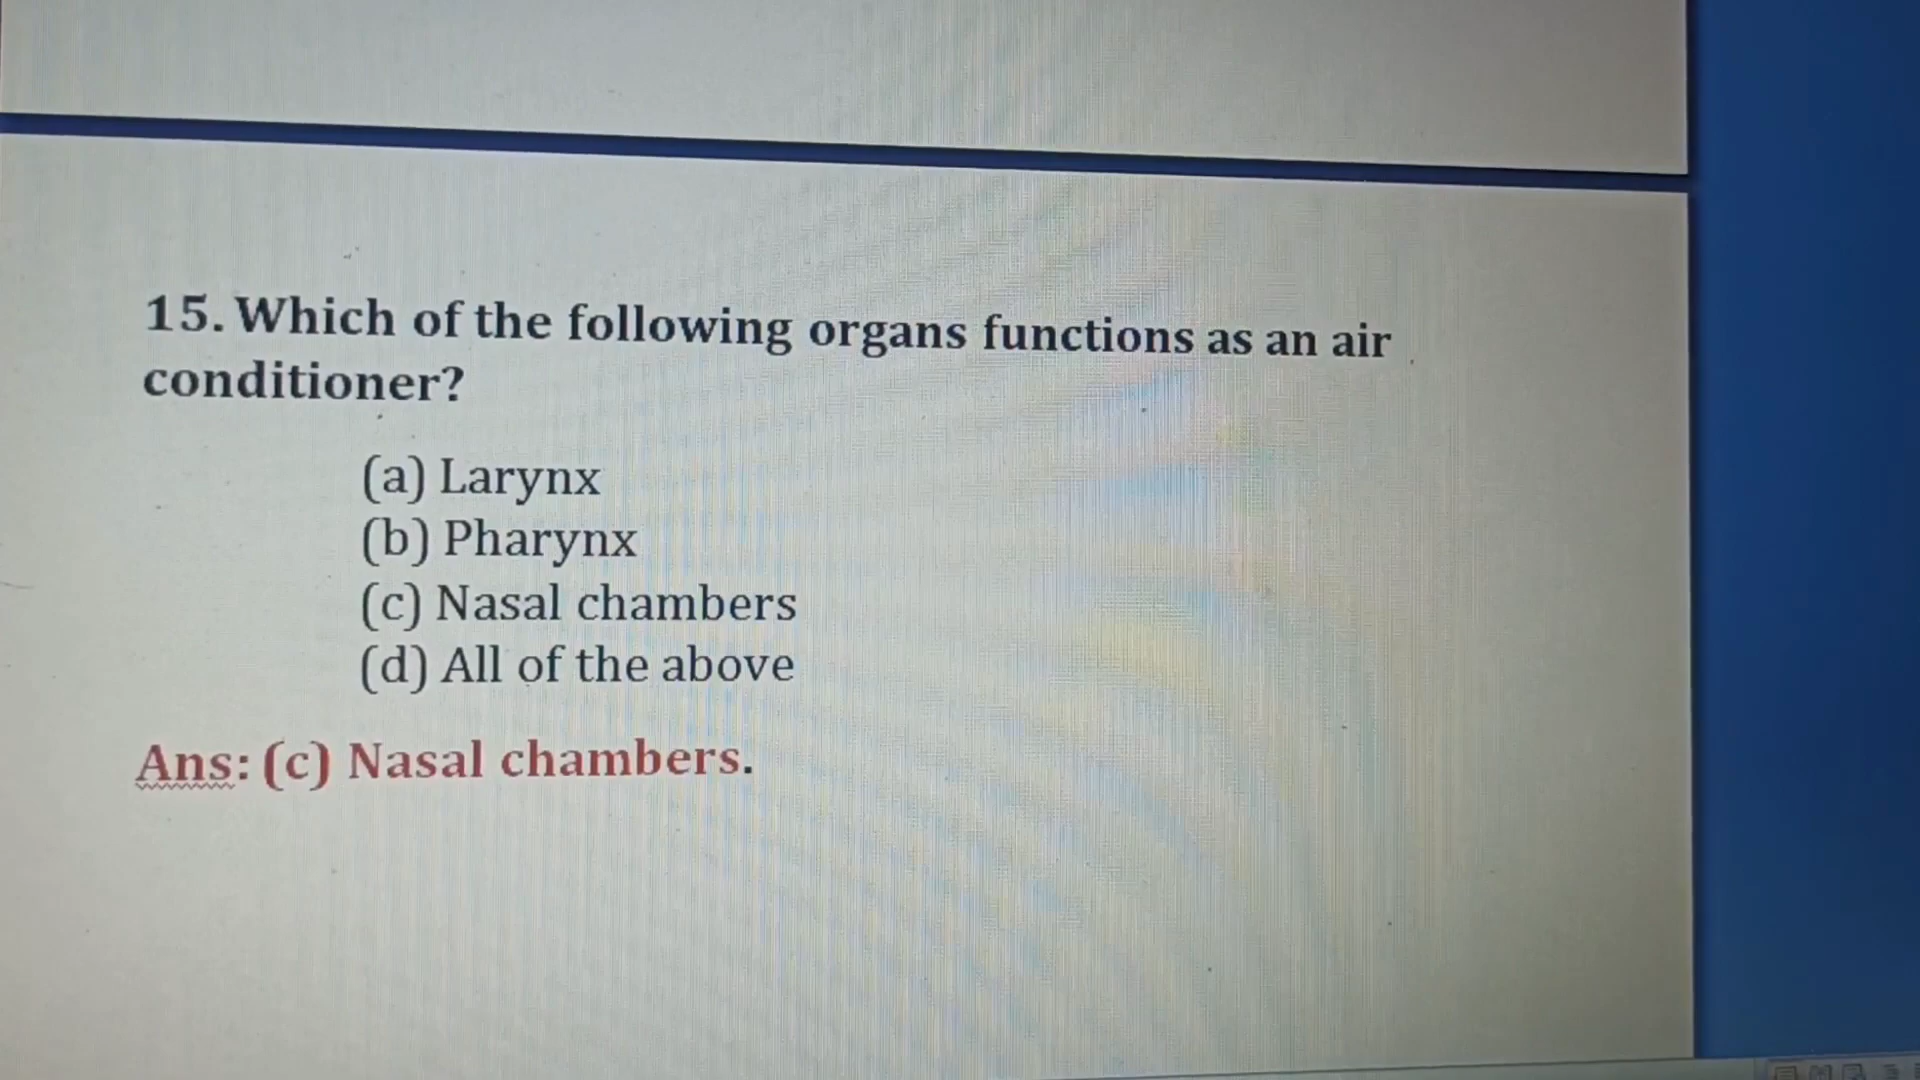 15. Which of the following organs functions as an air
conditioner?
(a) Larynx
(b) Pharynx
(c) Nasal chambers
(d) All of the above
Ans: (c) Nasal chambers.